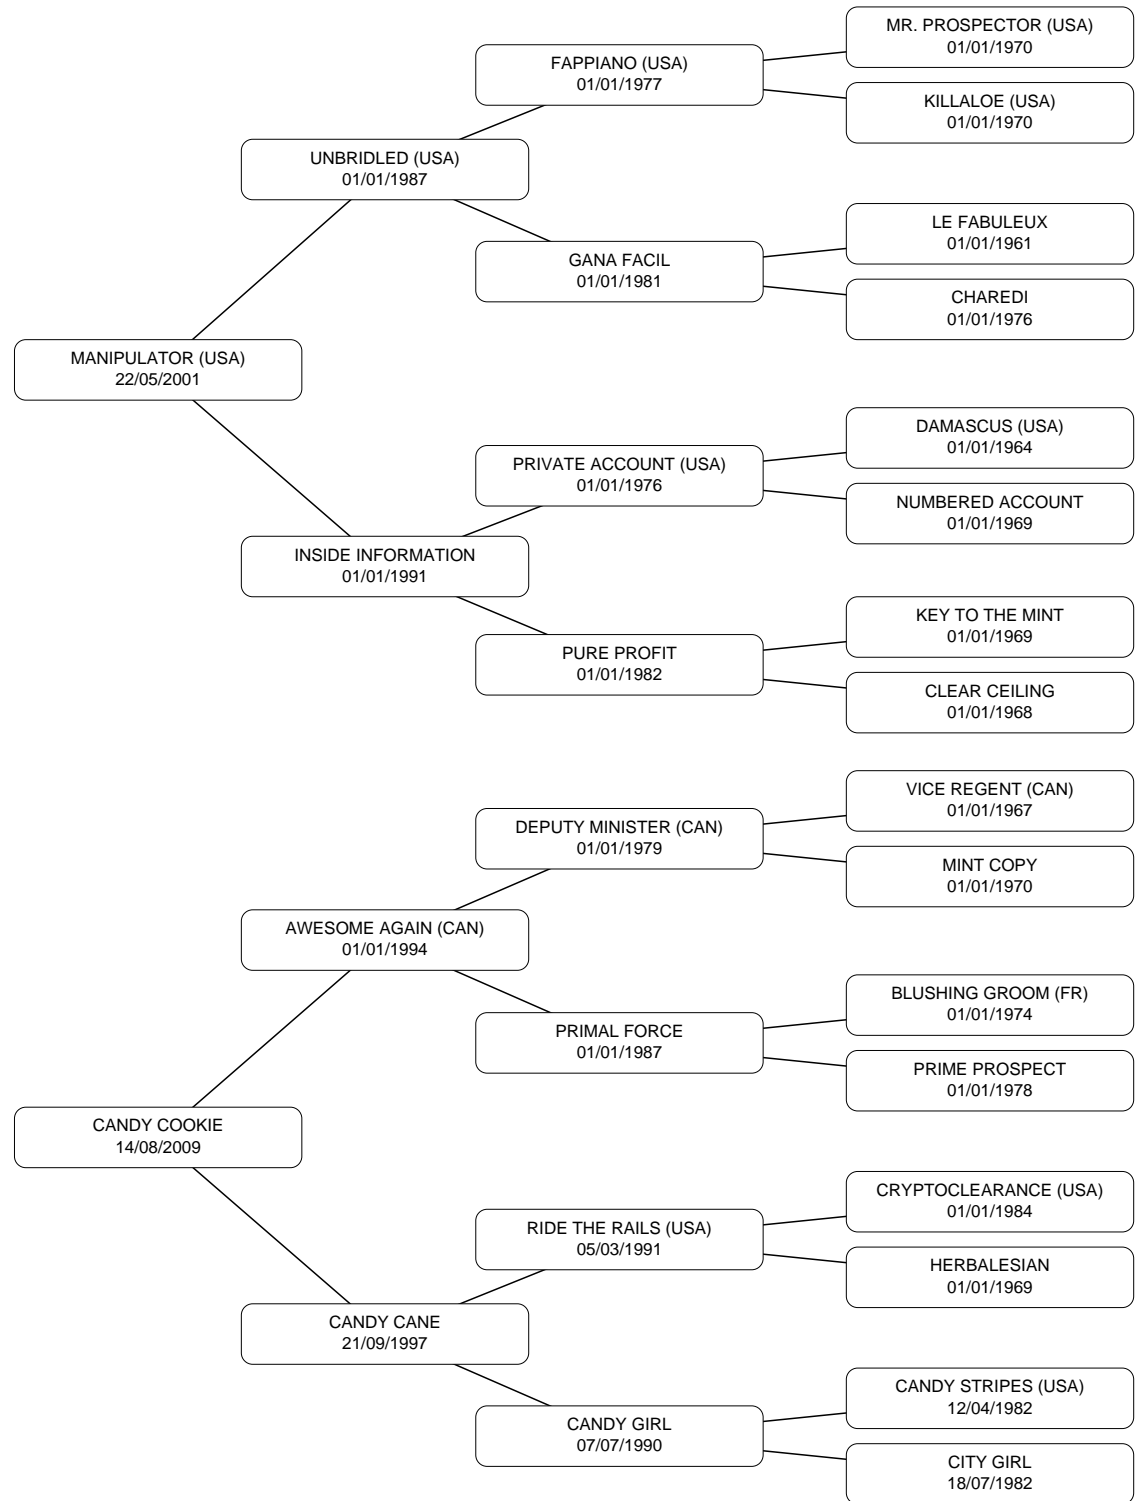 MR. PROSPECTOR (USA)
01/01/1970
FAPPIANO (USA)
01/01/1977
KILLALOE (USA)
01/01/1970
UNBRIDLED (USA)
01/01/1987
LE FABULEUX
01/01/1961
GANA FACIL
01/01/1981
CHAREDI
01/01/1976
MANIPULATOR (USA)
22/05/2001
DAMASCUS (USA)
01/01/1964
PRIVATE ACCOUNT (USA)
01/01/1976
NUMBERED ACCOUNT
01/01/1969
INSIDE INFORMATION
01/01/1991
KEY TO THE MINT
01/01/1969
PURE PROFIT
01/01/1982
CLEAR CEILING
01/01/1968
VICE REGENT (CAN)
01/01/1967
DEPUTY MINISTER (CAN)
01/01/1979
MINT COPY
01/01/1970
AWESOME AGAIN (CAN)
01/01/1994
BLUSHING GROOM (FR)
01/01/1974
PRIMAL FORCE
01/01/1987
PRIME PROSPECT
01/01/1978
CANDY COOKIE
14/08/2009
CRYPTOCLEARANCE (USA)
01/01/1984
RIDE THE RAILS (USA)
05/03/1991
HERBALESIAN
01/01/1969
CANDY CANE
21/09/1997
CANDY STRIPES (USA)
12/04/1982
CANDY GIRL
07/07/1990
CITY GIRL
18/07/1982